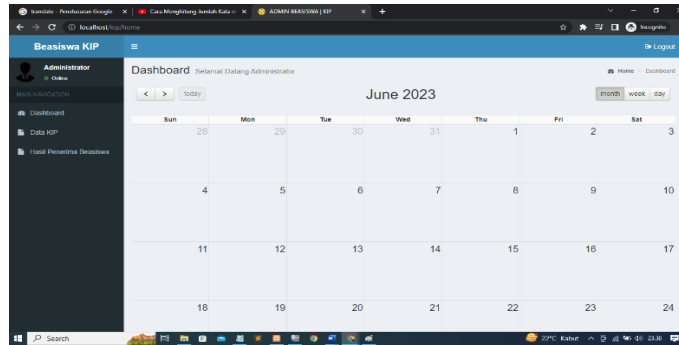 translate - Penelusuran Google
Cara Menghitung Jumlah Kata di
ADMIN BEASISWA | KIP
localhost/kip/home
Incognito
Beasiswa KIP
Logout
Administrator
Online
Dashboard Selamat Datang Administrator
Home > Dashboard
MAIN NAVIGATION
Dashboard
Data KIP
Hasil Penerima Beasiswa
today
June 2023
month week day
Sun Mon Tue Wed Thu Fri Sat
28 29 30 31 1 2 3
4 5 6 7 8 9 10
11 12 13 14 15 16 17
18 19 20 21 22 23 24
Search
22°C Kabut
23.30